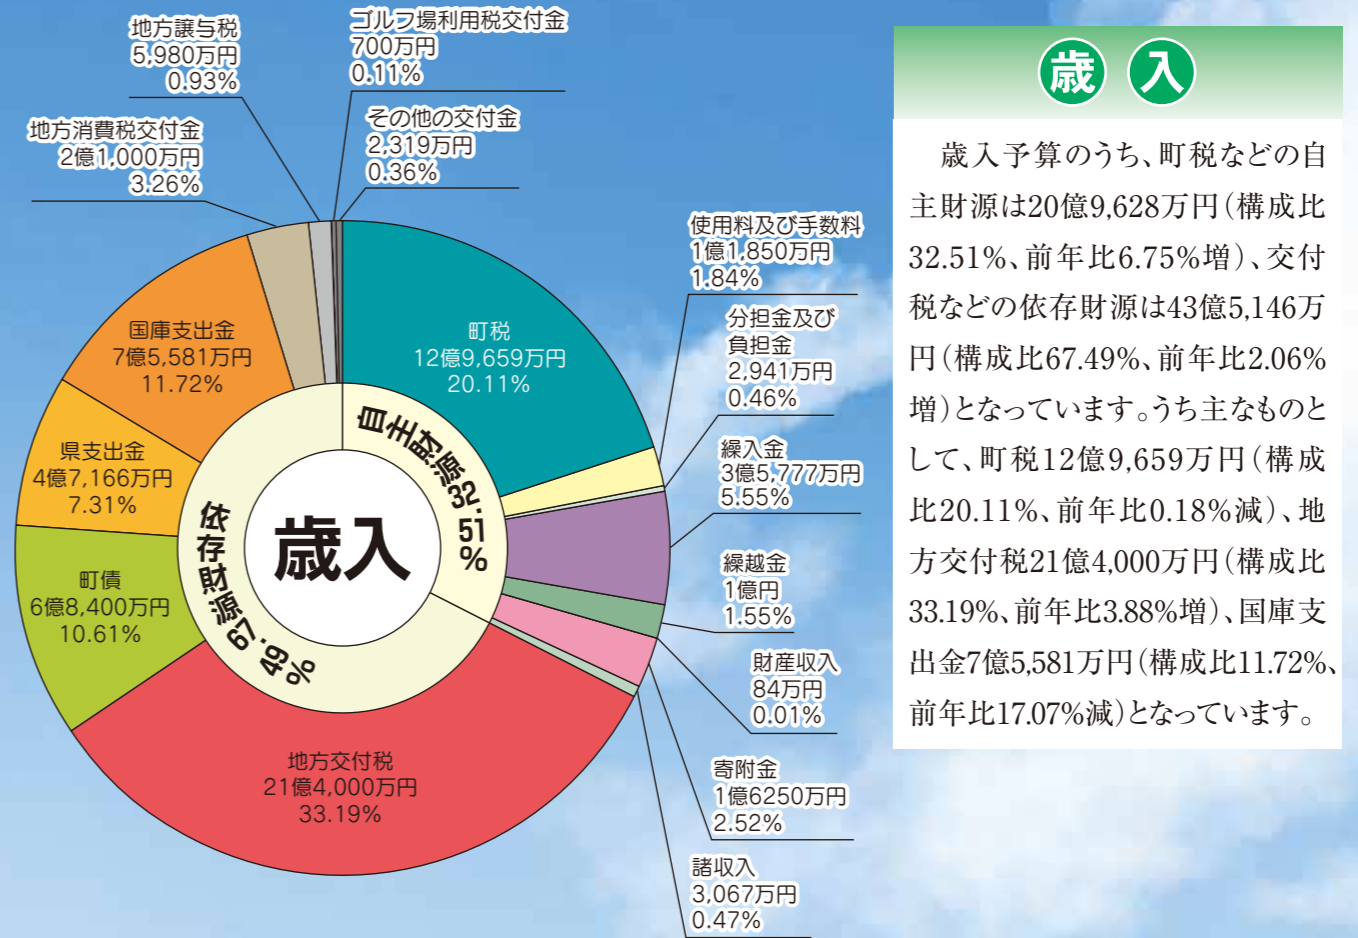 地方譲与税
5,980万円
0.93%
ゴルフ場利用税交付金
700万円
0.11%
地方消費税交付金
2億1,000万円
3.26%
その他の交付金
2,319万円
0.36%
国庫支出金
7億5,581万円
11.72%
県支出金
4億7,166万円
7.31%
町債
6億8,400万円
10.61%
地方交付税
21億4,000万円
33.19%
町税
12億9,659万円
20.11%
自主財源32.51%
依存財源67.49%
歳入
使用料及び手数料
1億1,850万円
1.84%
分担金及び
負担金
2,941万円
0.46%
繰入金
3億5,777万円
5.55%
繰越金
1億円
1.55%
財産収入
84万円
0.01%
寄附金
1億6250万円
2.52%
諸収入
3,067万円
0.47%
歳入
歳入予算のうち、町税などの自
主財源は20億9,628万円(構成比
32.51%、前年比6.75%増)、交付
税などの依存財源は43億5,146万
円(構成比67.49%、前年比2.06%
増)となっています。うち主なものと
して、町税12億9,659万円(構成
比20.11%、前年比0.18%減)、地
方交付税21億4,000万円(構成比
33.19%、前年比3.88%増)、国庫支
出金7億5,581万円(構成比11.72%、
前年比17.07%減)となっています。